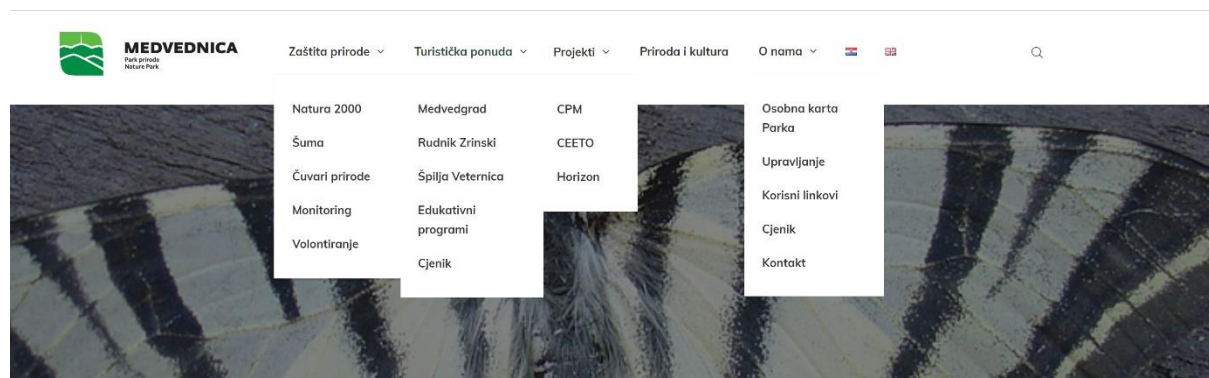 MEDVEDNICA
Park prirode
Nature Park
Zaštita prirode
Turistička ponuda
Projekti
Priroda i kultura
O nama
Natura 2000
Šuma
Čuvari prirode
Monitoring
Volontiranje
Medvedgrad
Rudnik Zrinski
Špilja Veternica
Edukativni
programi
Cjenik
CPM
CEETO
Horizon
Osobna karta
Parka
Upravljanje
Korisni linkovi
Cjenik
Kontakt